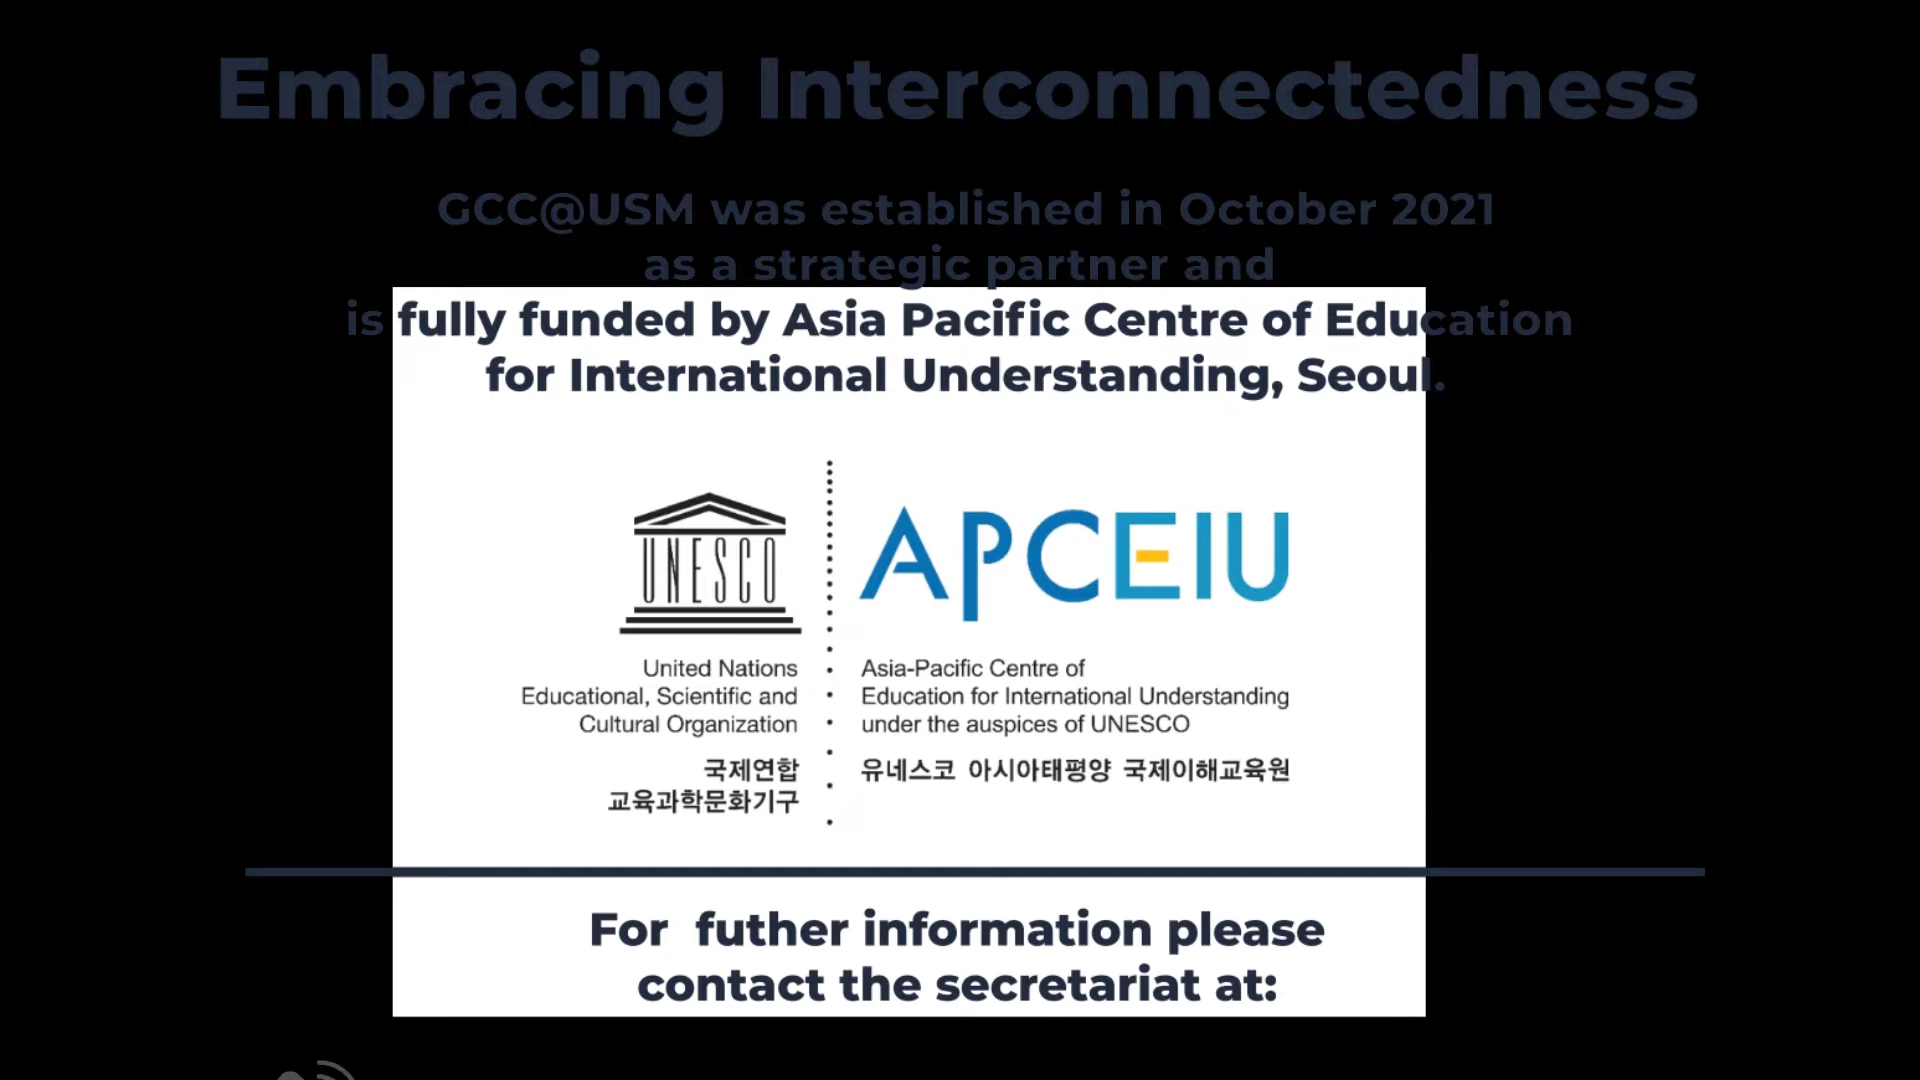 Embracing Interconnectedness
GCC@USM was established in October 2021
as a strategic partner and
is fully funded by Asia Pacific Centre of Education
for International Understanding, Seoul.
UNESCO
APCEIU
United Nations
Educational, Scientific and
Cultural Organization
국제연합
교육과학문화기구
Asia-Pacific Centre of
Education for International Understanding
under the auspices of UNESCO
유네스코 아시아태평양 국제이해교육원
For  futher information please
contact the secretariat at: